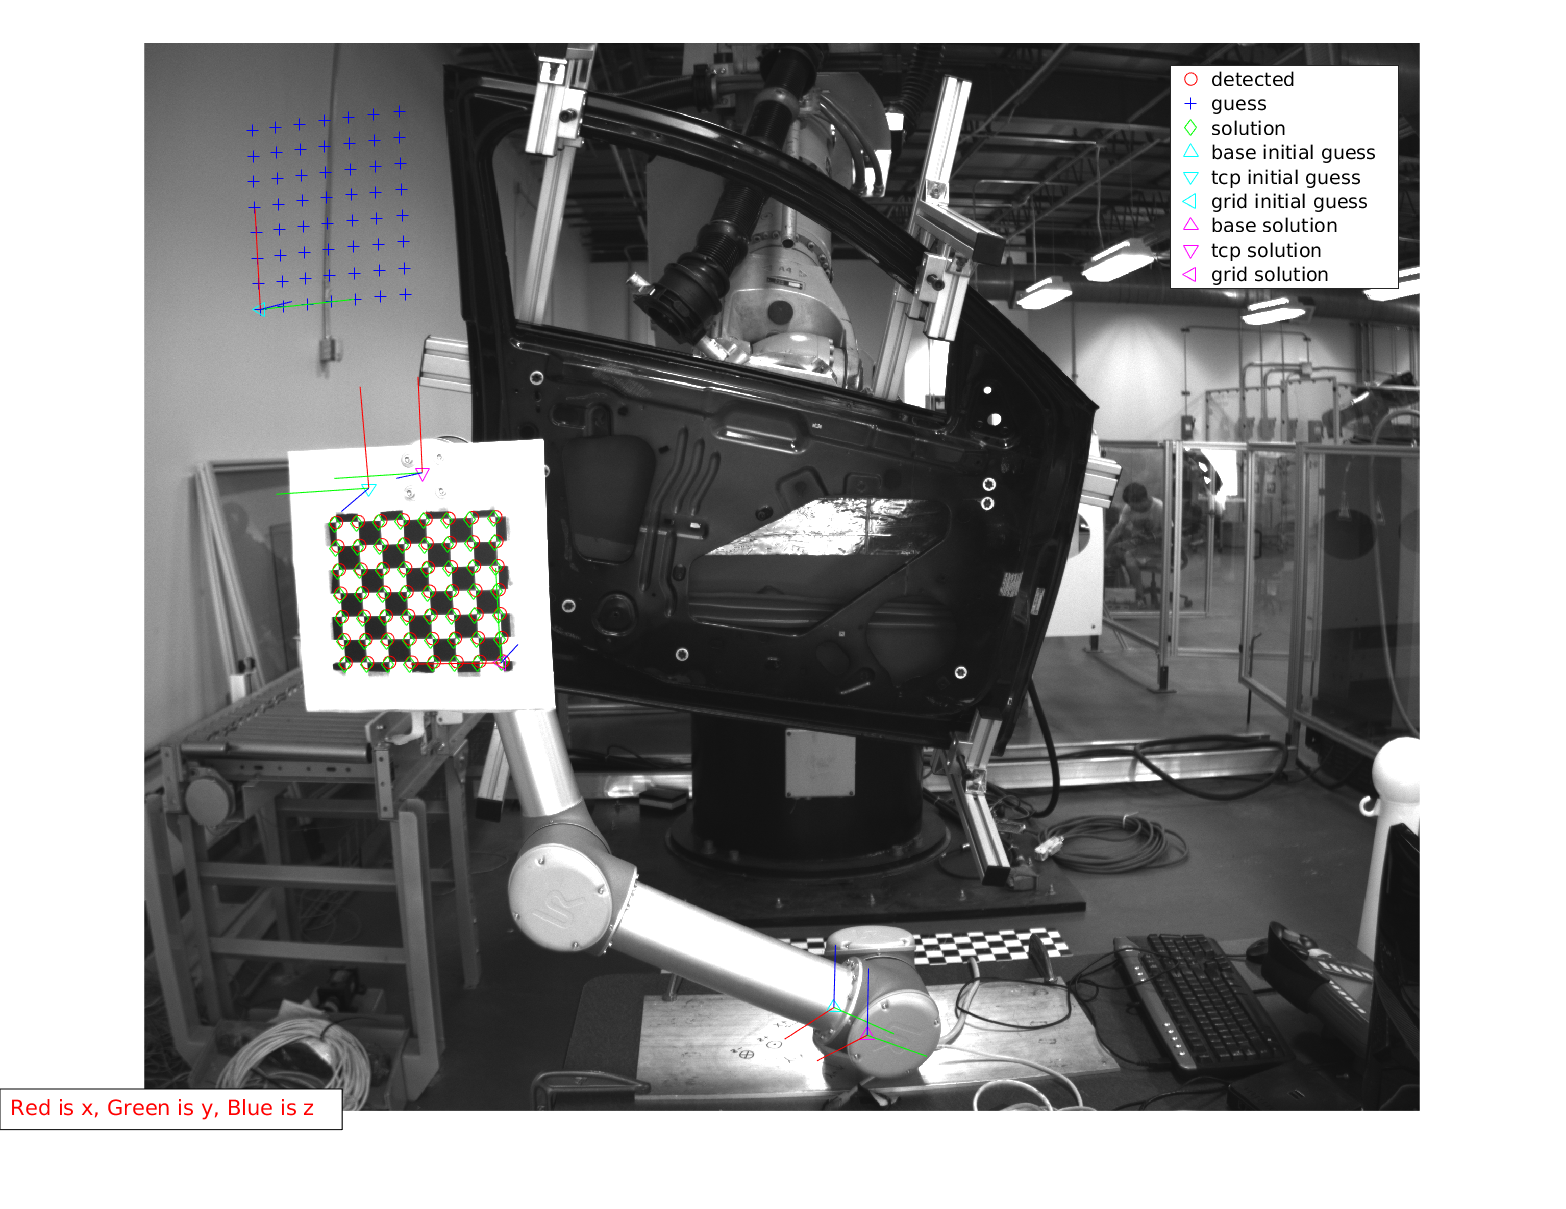 detected
guess
solution
base initial guess
tcp initial guess
grid initial guess
base solution
tcp solution
grid solution
Red is x, Green is y, Blue is z